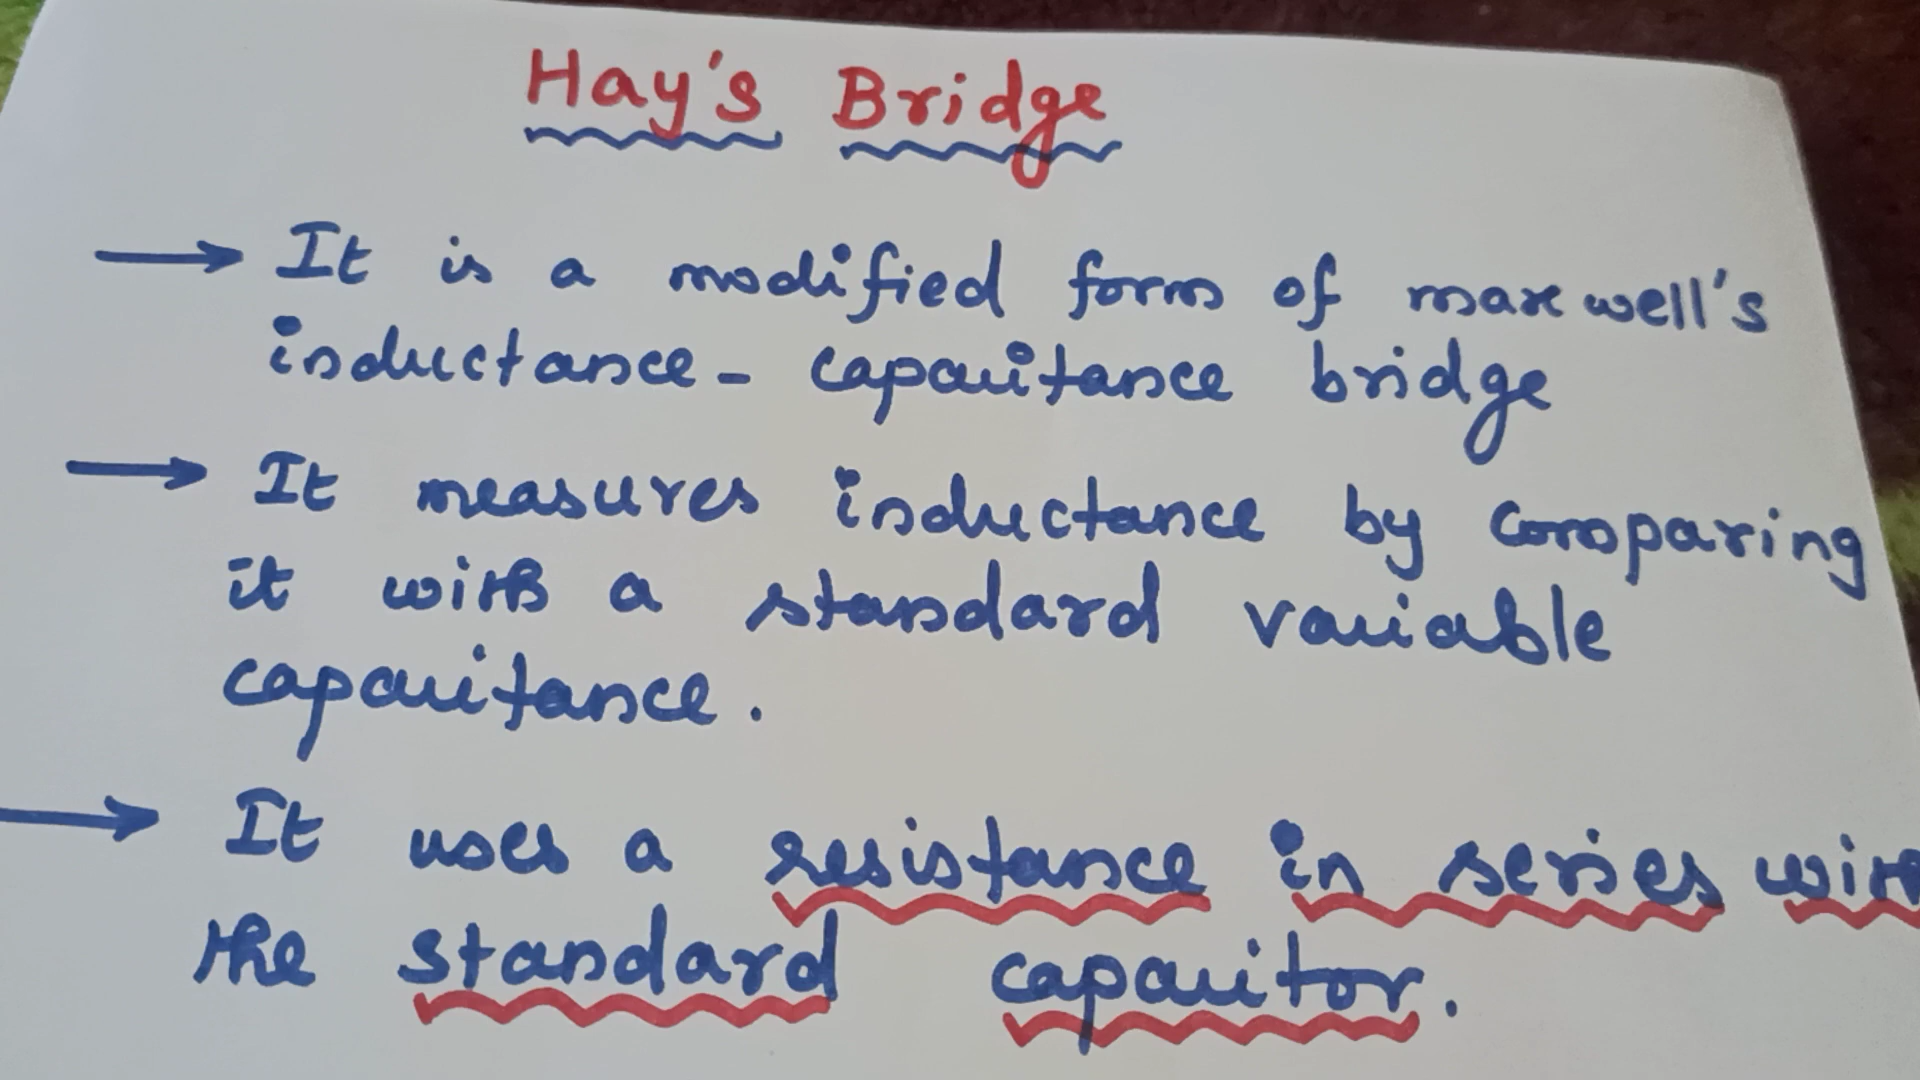 Hay's Bridge
→ It is a modified form of maxwell's
inductance - capacitance bridge
→ It measures inductance by comparing
it with a standard variable
capacitance.
→ It uses a resistance in series with
the standard capacitor.